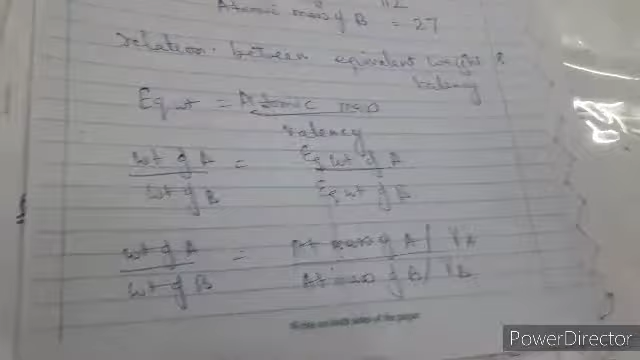 Atomic mass of B = 27
relation between equivalent weight &
valency
Eq wt = Atomic mass
valency
wt of A = Eq wt of A
wt of B Eq wt of B
wt of A = At mass of A / VA
wt of B At mass of B / VB
PowerDirector